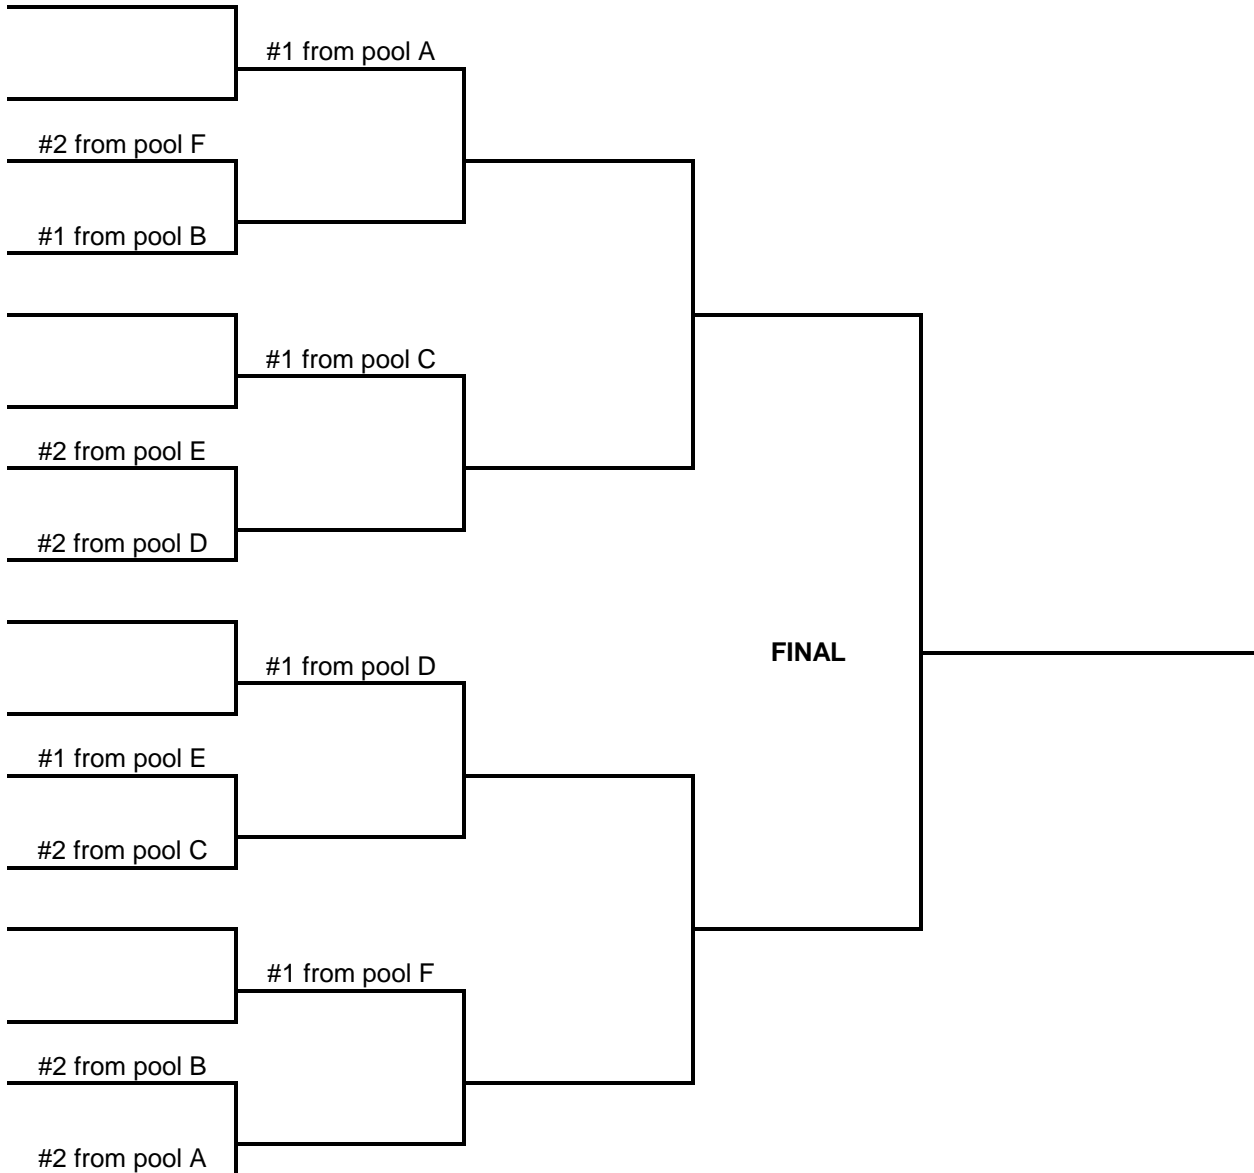 #1 from pool A
#2 from pool F
#1 from pool B
#1 from pool C
#2 from pool E
#2 from pool D
FINAL
#1 from pool D
#1 from pool E
#2 from pool C
#1 from pool F
#2 from pool B
#2 from pool A